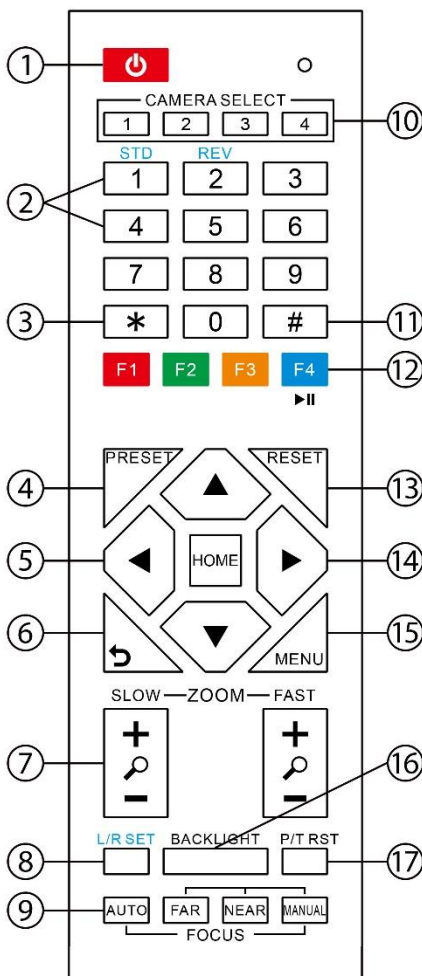 ①
CAMERA SELECT
⑩
1 2 3 4
STD REV
② 1 2 3
4 5 6
7 8 9
③ * 0 # ⑪
F1 F2 F3 F4 ⑫
④ PRESET RESET ⑬
⑤ HOME ⑭
⑥ MENU ⑮
SLOW ZOOM FAST
⑦ + + ⑯
− −
L/R SET BACKLIGHT P/T RST
⑧ ⑰
⑨ AUTO FAR NEAR MANUAL
FOCUS